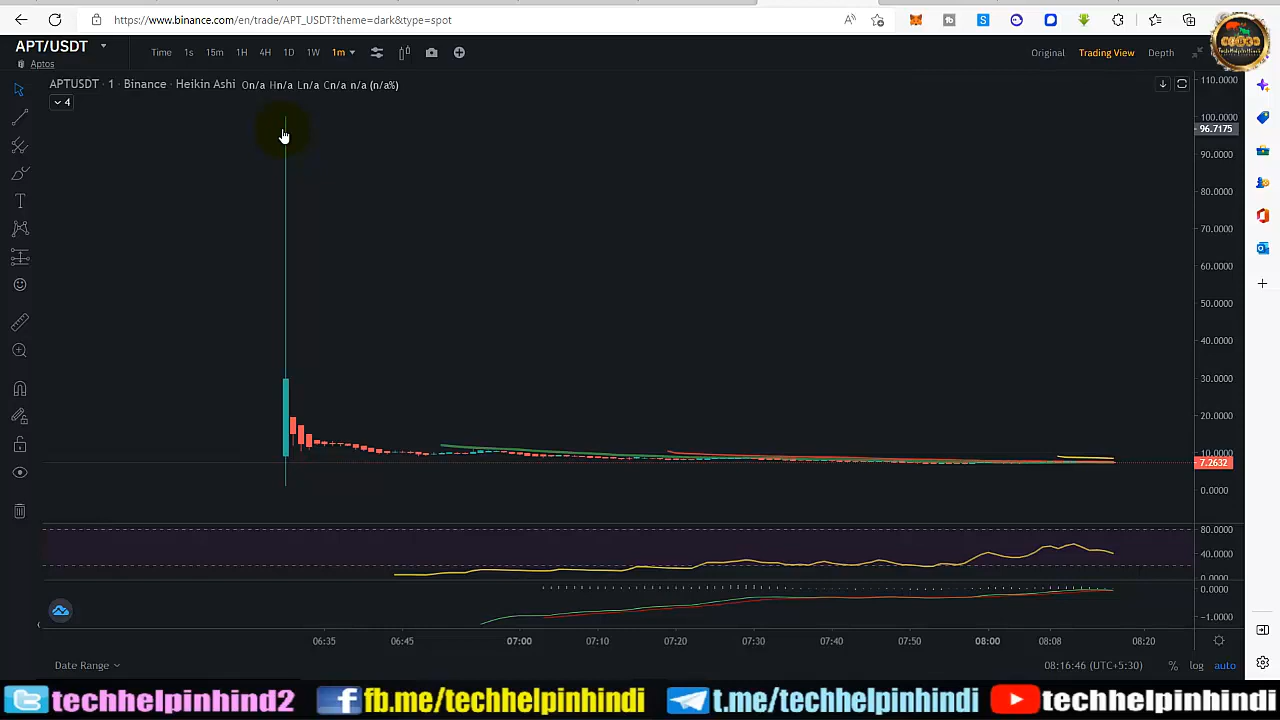 https://www.binance.com/en/trade/APT_USDT?theme=dark&type=spot
APT/USDT
Time 1s 15m 1H 4H 1D 1W 1m
Original Trading View Depth
Aptos
APTUSDT · 1 · Binance · Heikin Ashi On/a Hn/a Ln/a Cn/a n/a (n/a%)
4
110.0000
100.0000
96.7175
90.0000
80.0000
70.0000
60.0000
50.0000
40.0000
30.0000
20.0000
10.0000
7.2632
0.0000
80.0000
40.0000
0.0000
0.0000
-1.0000
06:35 06:45 07:00 07:10 07:20 07:30 07:40 07:50 08:00 08:08 08:20
Date Range 08:16:46 (UTC+5:30) % log auto
techhelpinhind2 fb.me/techhelpinhindi t.me/techhelpinhindi techhelpinhindi